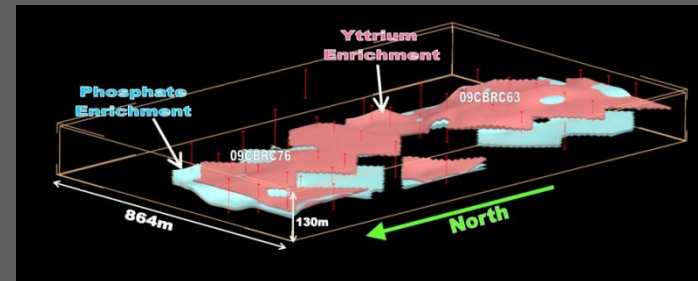 Yttrium
Enrichment
Phosphate
Enrichment
09CBRC63
09CBRC76
864m
130m
North